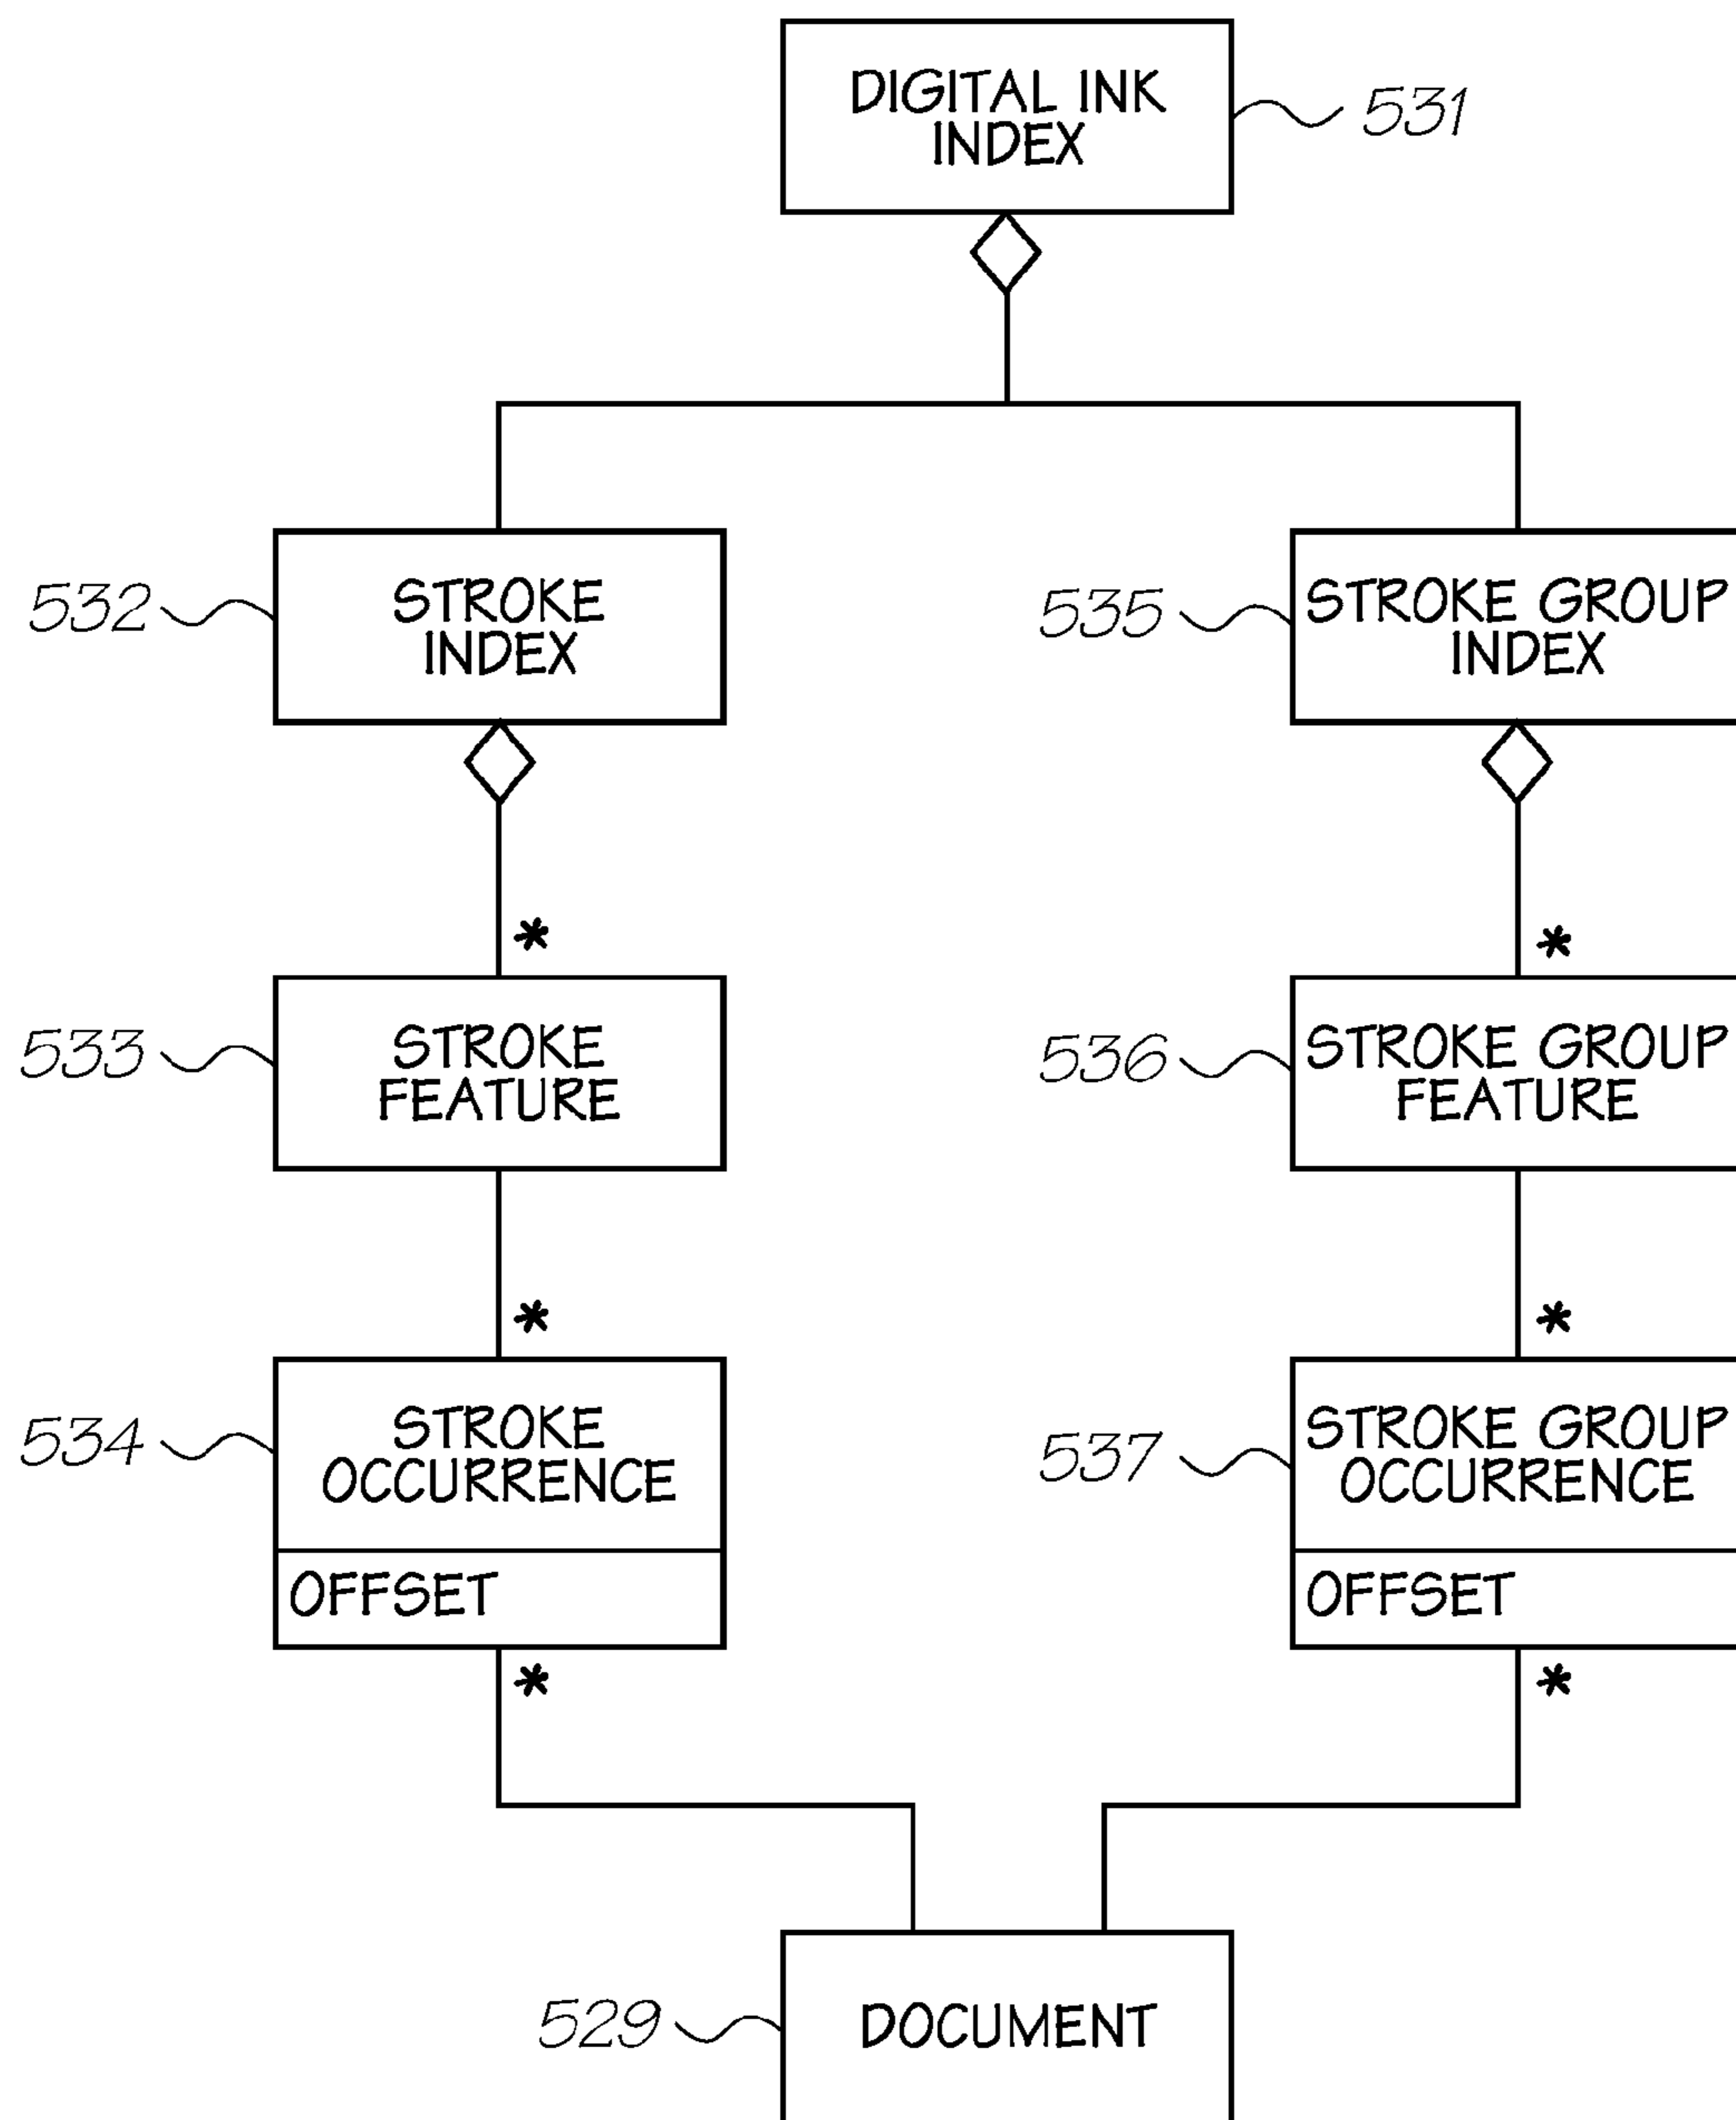 DIGITAL INK
INDEX
531
532
STROKE
INDEX
535
STROKE GROUP
INDEX
*
*
533
STROKE
FEATURE
536
STROKE GROUP
FEATURE
*
*
534
STROKE
OCCURRENCE
OFFSET
537
STROKE GROUP
OCCURRENCE
OFFSET
*
*
529
DOCUMENT